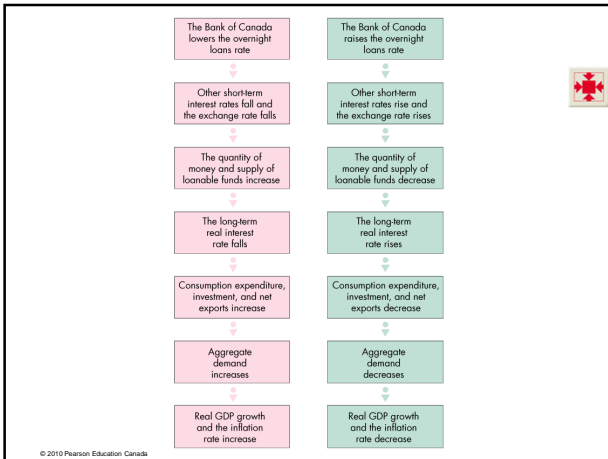 The Bank of Canada
lowers the overnight
loans rate
Other short-term
interest rates fall and
the exchange rate falls
The quantity of
money and supply of
loanable funds increase
The long-term
real interest
rate falls
Consumption expenditure,
investment, and net
exports increase
Aggregate
demand
increases
Real GDP growth
and the inflation
rate increase
The Bank of Canada
raises the overnight
loans rate
Other short-term
interest rates rise and
the exchange rate rises
The quantity of
money and supply of
loanable funds decrease
The long-term
real interest
rate rises
Consumption expenditure,
investment, and net
exports decrease
Aggregate
demand
decreases
Real GDP growth
and the inflation
rate decrease
© 2010 Pearson Education Canada